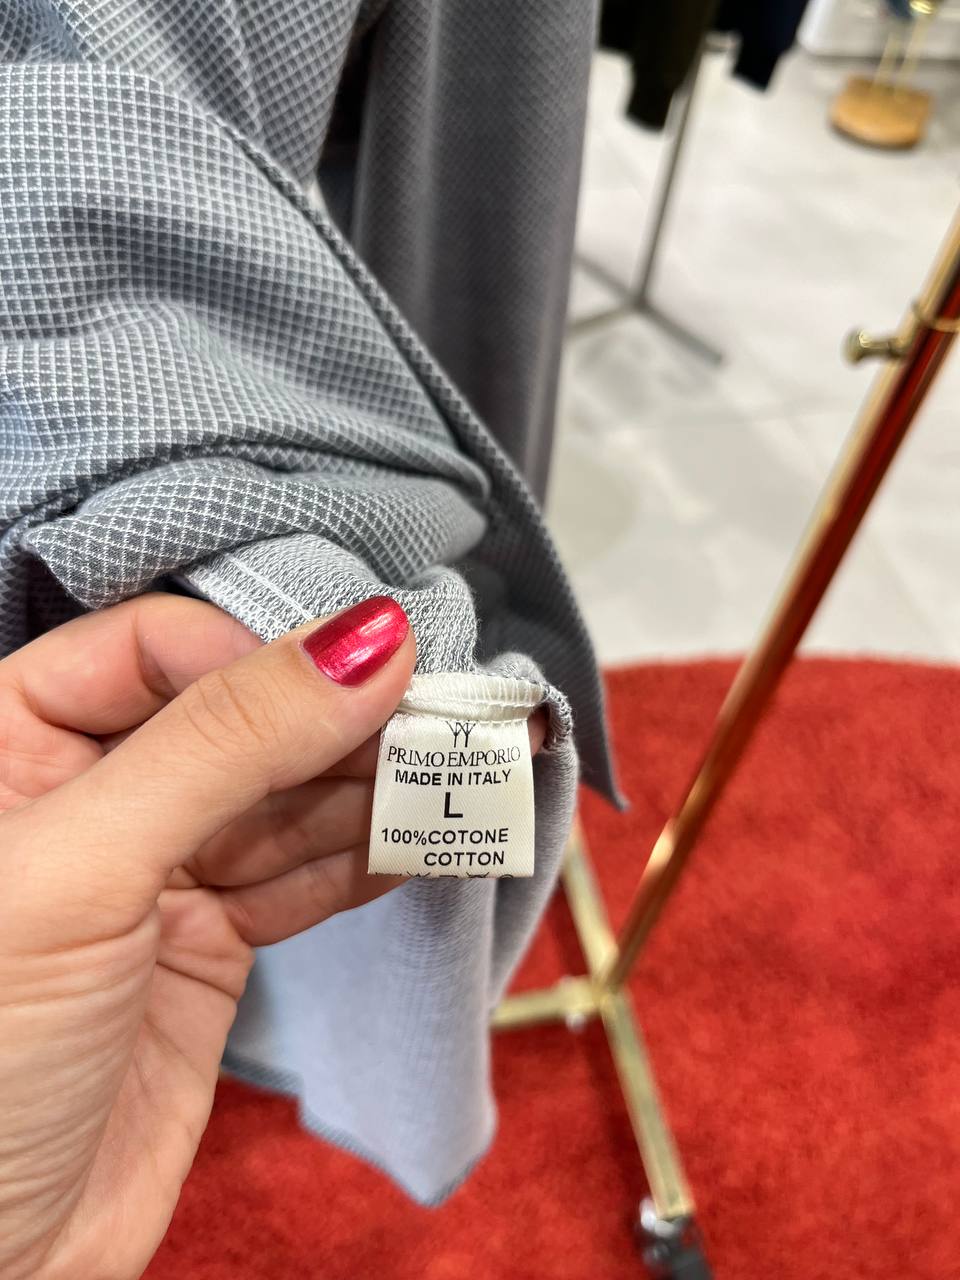 PRIMO EMPORIO
MADE IN ITALY
L
100%COTONE
COTTON